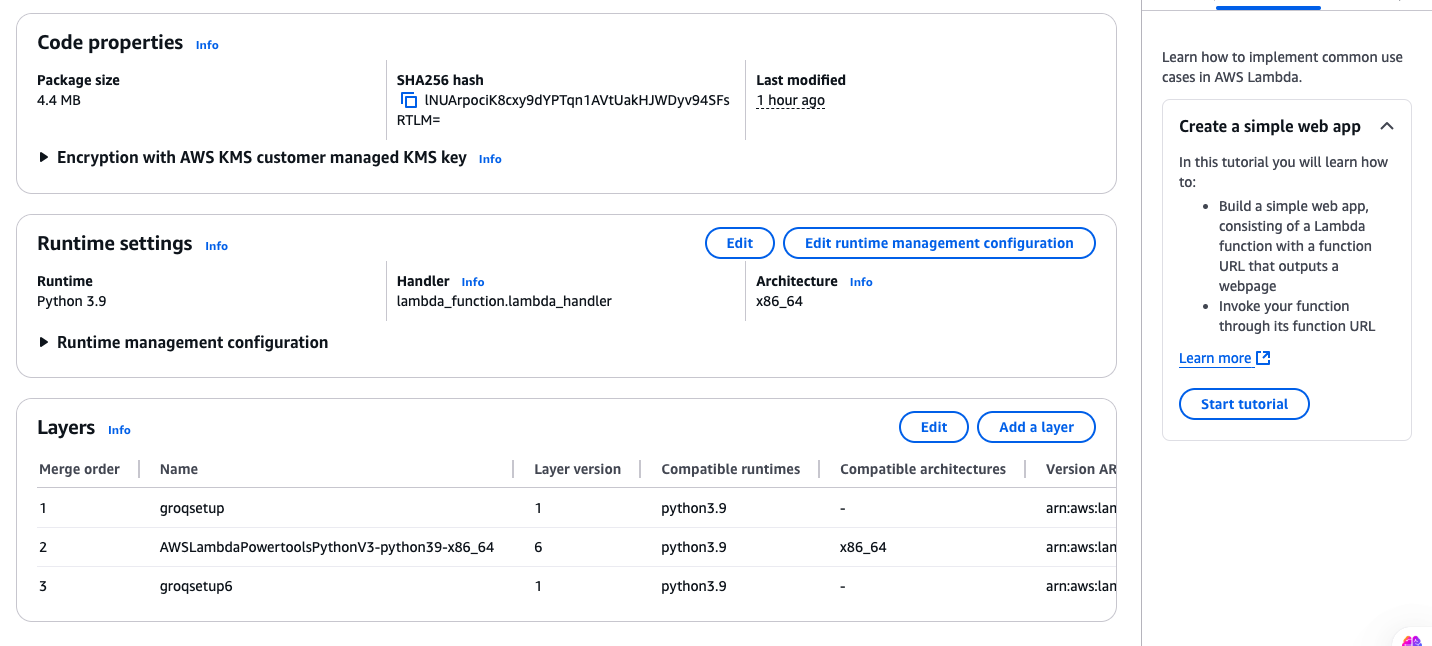 Code properties Info
Package size
4.4 MB
SHA256 hash
lNUArpociK8cxy9dYPTqn1AVtUakHJWDyv94SFs
RTLM=
Last modified
1 hour ago
Encryption with AWS KMS customer managed KMS key Info
Runtime settings Info
Edit
Edit runtime management configuration
Runtime
Python 3.9
Handler Info
lambda_function.lambda_handler
Architecture Info
x86_64
Runtime management configuration
Layers Info
Edit
Add a layer
Merge order Name Layer version Compatible runtimes Compatible architectures Version AR
1 groqsetup 1 python3.9 - arn:aws:lan
2 AWSLambdaPowertoolsPythonV3-python39-x86_64 6 python3.9 x86_64 arn:aws:lan
3 groqsetup6 1 python3.9 - arn:aws:lan
Learn how to implement common use
cases in AWS Lambda.
Create a simple web app
In this tutorial you will learn how
to:
• Build a simple web app,
consisting of a Lambda
function with a function
URL that outputs a
webpage
• Invoke your function
through its function URL
Learn more
Start tutorial